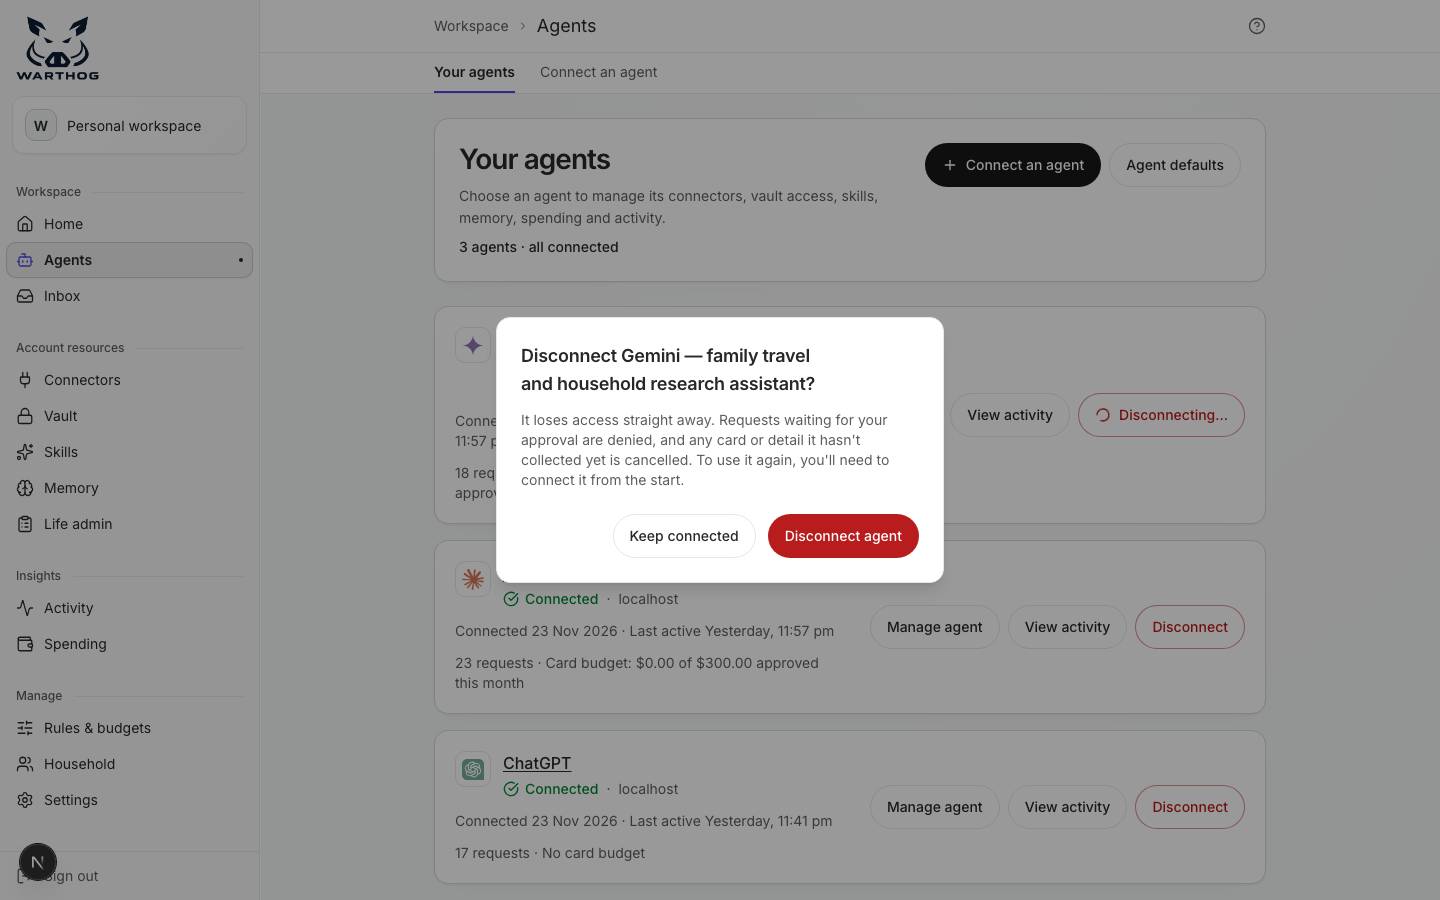 WARTHOG
Workspace › Agents
Your agents
Connect an agent
W
Personal workspace
Workspace
Home
Agents
Inbox
Account resources
Connectors
Vault
Skills
Memory
Life admin
Insights
Activity
Spending
Manage
Rules & budgets
Household
Settings
N
Your agents
Choose an agent to manage its connectors, vault access, skills,
memory, spending and activity.
3 agents · all connected
+ Connect an agent
Agent defaults
11:57
View activity
Disconnecting...
Disconnect Gemini — family travel
and household research assistant?
It loses access straight away. Requests waiting for your
approval are denied, and any card or detail it hasn't
collected yet is cancelled. To use it again, you'll need to
connect it from the start.
Keep connected
Disconnect agent
Connected · localhost
Connected 23 Nov 2026 · Last active Yesterday, 11:57 pm
23 requests · Card budget: $0.00 of $300.00 approved
this month
Manage agent
View activity
Disconnect
ChatGPT
Connected · localhost
Connected 23 Nov 2026 · Last active Yesterday, 11:41 pm
17 requests · No card budget
Manage agent
View activity
Disconnect
out